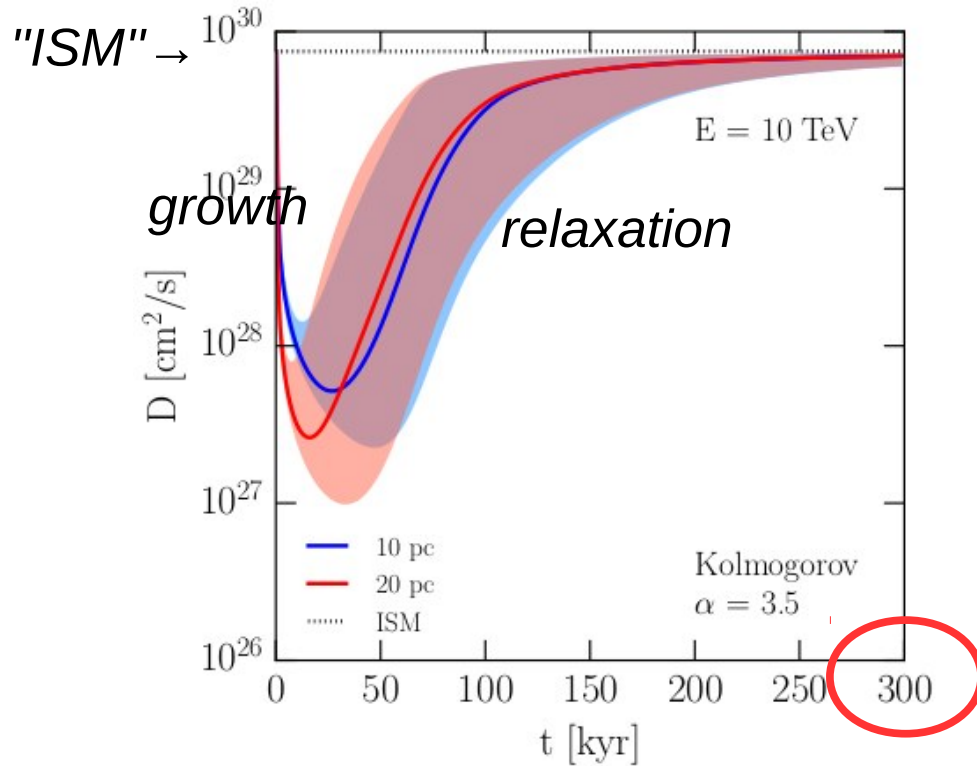 "ISM" →
10^30
10^29
10^28
10^27
10^26
D [cm^2/s]
growth
relaxation
E = 10 TeV
10 pc
20 pc
ISM
Kolmogorov
α = 3.5
0 50 100 150 200 250 300
t [kyr]